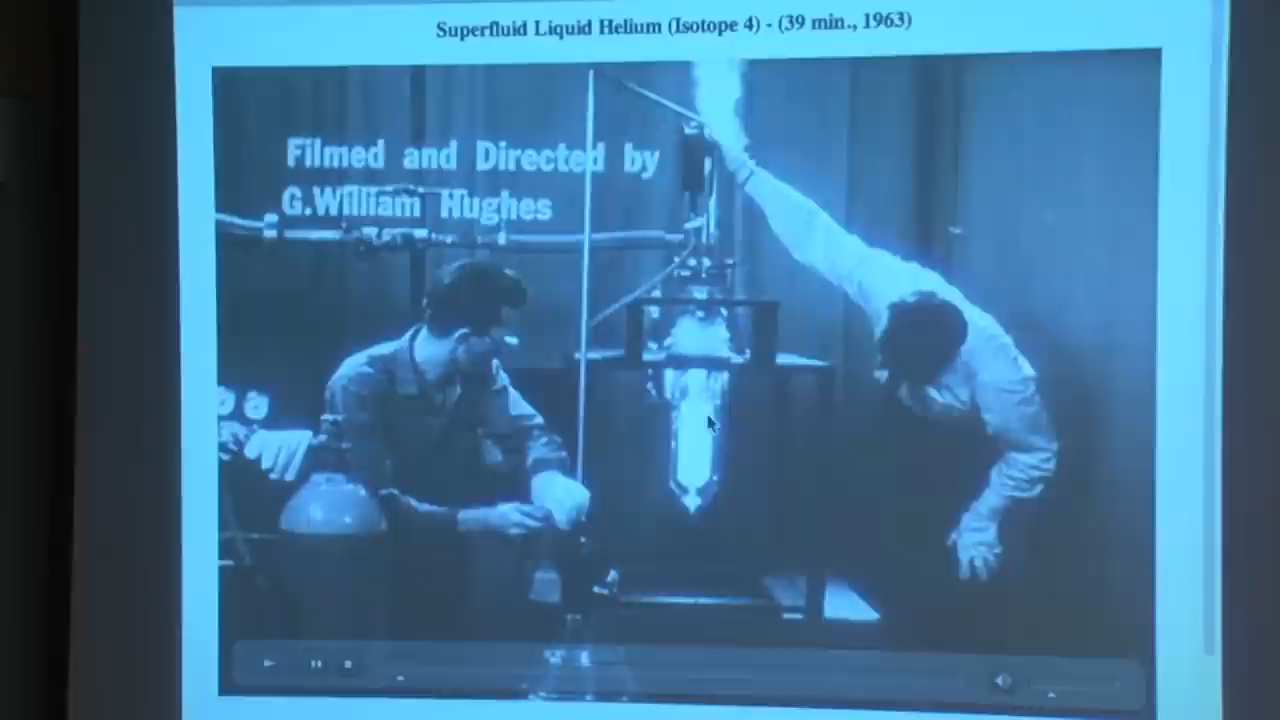 Superfluid Liquid Helium (Isotope 4) - (39 min., 1963)
Filmed and Directed by
G.William Hughes